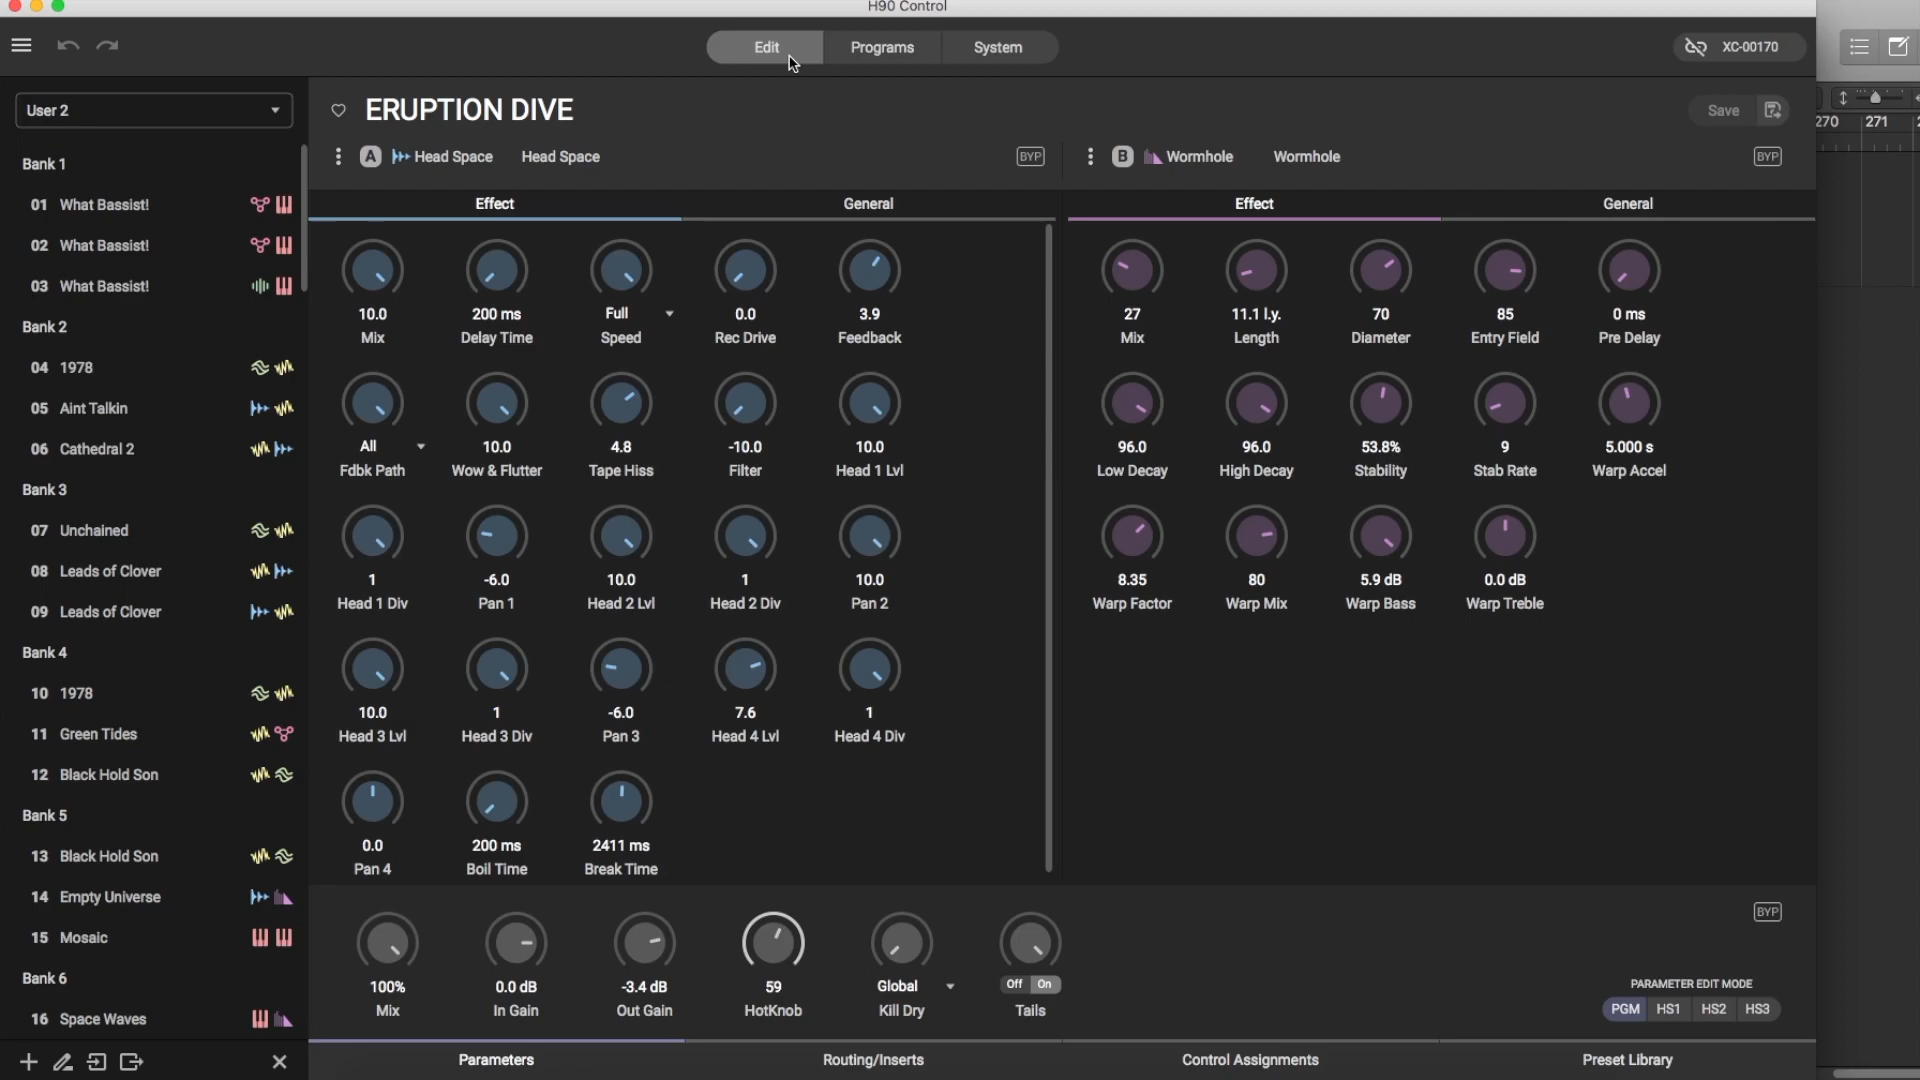 H90 Control
Edit Programs System XC-00170
User 2
ERUPTION DIVE
Save
270 271
A Head Space Head Space BYP B Wormhole Wormhole BYP
Effect General Effect General
Bank 1
01 What Bassist!
02 What Bassist!
03 What Bassist!
Bank 2
04 1978
05 Aint Talkin
06 Cathedral 2
Bank 3
07 Unchained
08 Leads of Clover
09 Leads of Clover
Bank 4
10 1978
11 Green Tides
12 Black Hold Son
Bank 5
13 Black Hold Son
14 Empty Universe
15 Mosaic
Bank 6
16 Space Waves
10.0 200 ms Full 0.0 3.9
Mix Delay Time Speed Rec Drive Feedback
All 10.0 4.8 -10.0 10.0
Fdbk Path Wow & Flutter Tape Hiss Filter Head 1 Lvl
1 -6.0 10.0 1 10.0
Head 1 Div Pan 1 Head 2 Lvl Head 2 Div Pan 2
10.0 1 -6.0 7.6 1
Head 3 Lvl Head 3 Div Pan 3 Head 4 Lvl Head 4 Div
0.0 200 ms 2411 ms
Pan 4 Boil Time Break Time
27 11.1 l.y. 70 85 0 ms
Mix Length Diameter Entry Field Pre Delay
96.0 96.0 53.8% 9 5.000 s
Low Decay High Decay Stability Stab Rate Warp Accel
8.35 80 5.9 dB 0.0 dB
Warp Factor Warp Mix Warp Bass Warp Treble
BYP
100% 0.0 dB -3.4 dB 59 Global Off On
Mix In Gain Out Gain HotKnob Kill Dry Tails
PARAMETER EDIT MODE
PGM HS1 HS2 HS3
Parameters Routing/Inserts Control Assignments Preset Library